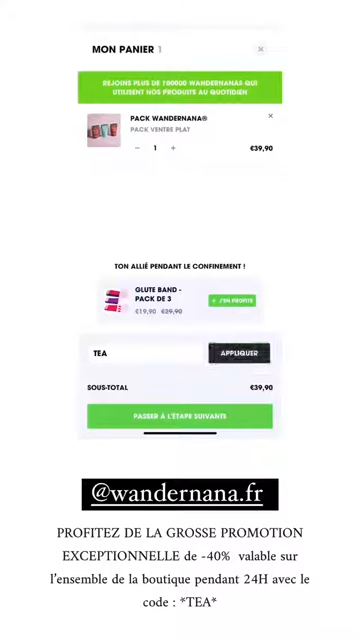 MON PANIER 1
REJOINS PLUS DE 100000 WANDERNANAS QUI
UTILISENT NOS PRODUITS AU QUOTIDIEN
PACK WANDERNANA®
PACK VENTRE PLAT
− 1 + €39,90
TON ALLIÉ PENDANT LE CONFINEMENT !
GLUTE BAND -
PACK DE 3
+ J'EN PROFITE
€19,90 €29,90
TEA APPLIQUER
SOUS-TOTAL €39,90
PASSER À L'ÉTAPE SUIVANTE
@wandernana.fr
PROFITEZ DE LA GROSSE PROMOTION
EXCEPTIONNELLE de -40% valable sur
l'ensemble de la boutique pendant 24H avec le
code : *TEA*